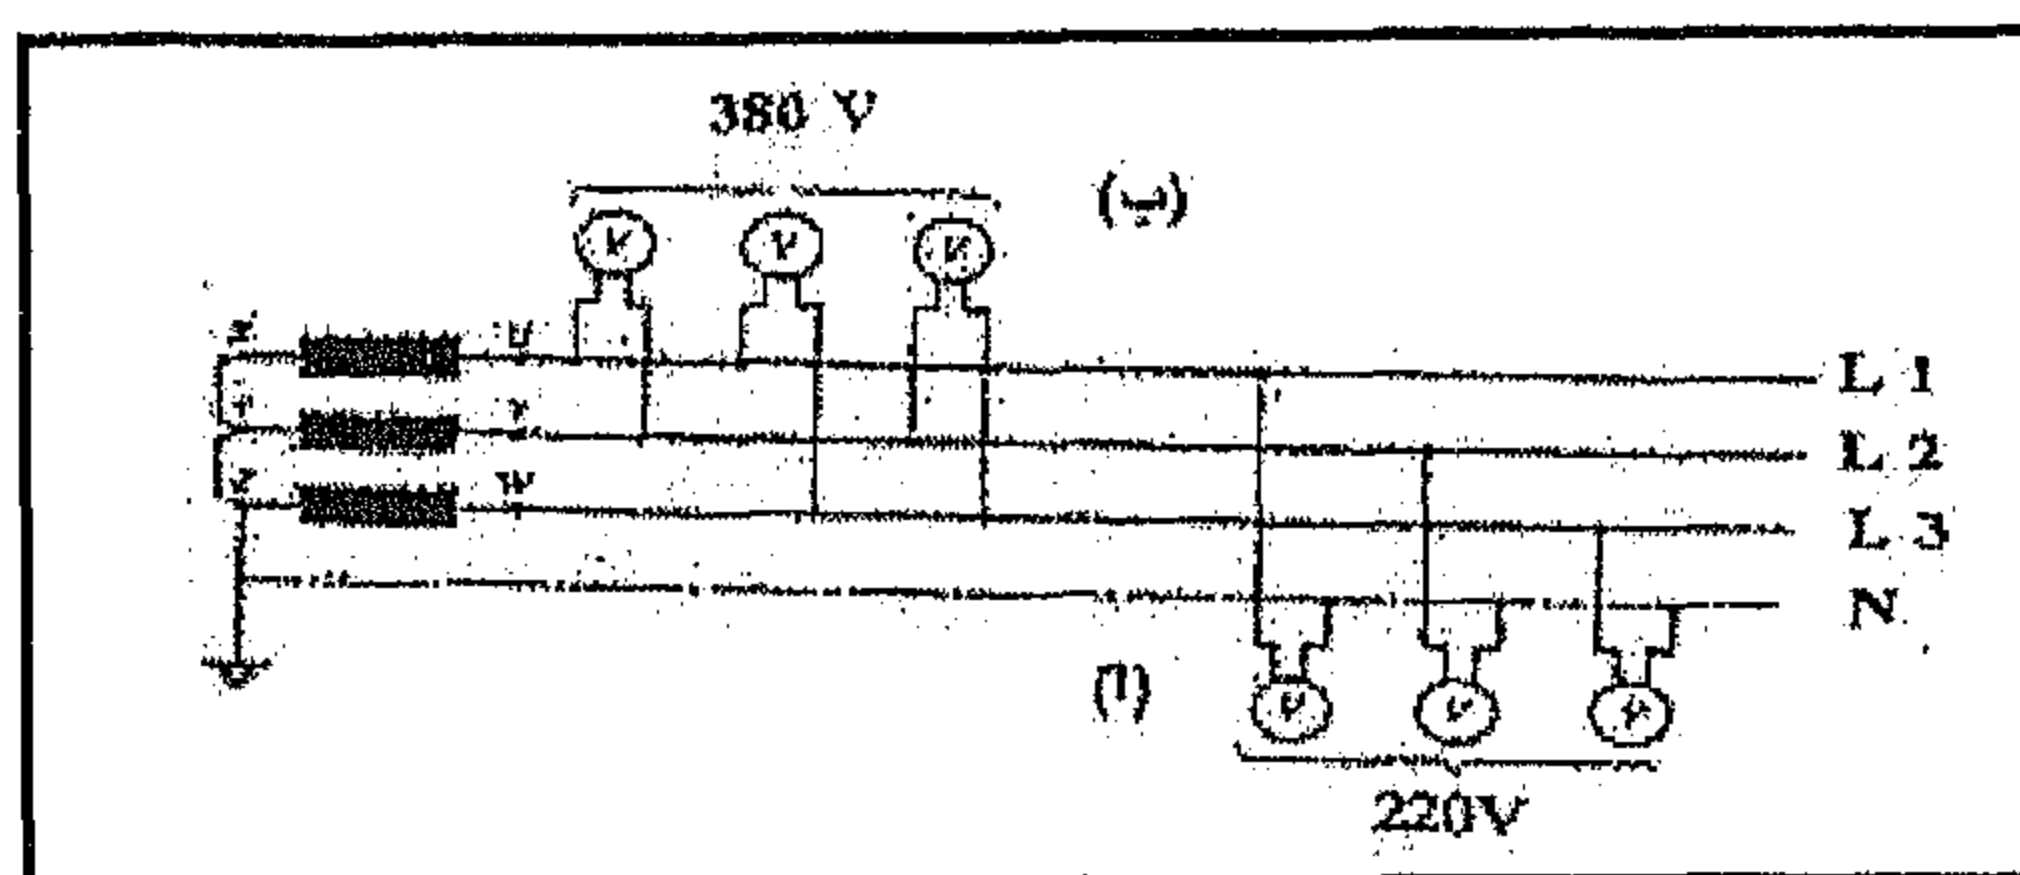 380 V
(ب)
V V V
X U
Y V
Z W
L 1
L 2
L 3
N
(أ)
V V V
220V